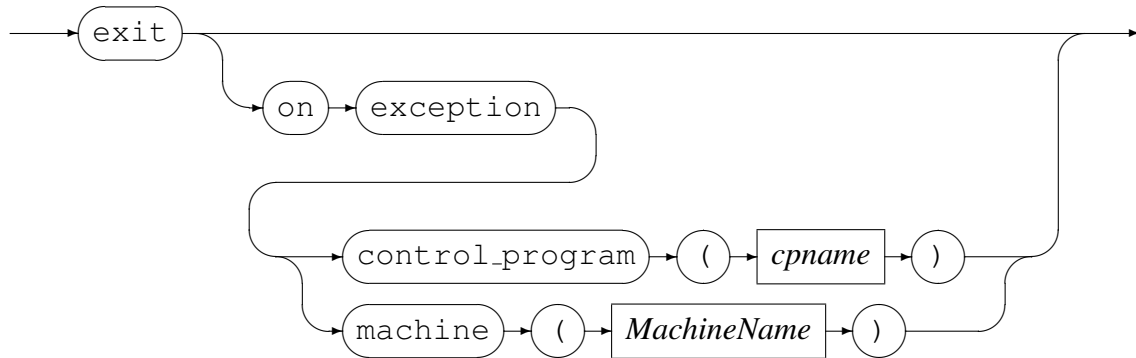 exit
on exception
control_program ( cpname )
machine ( MachineName )